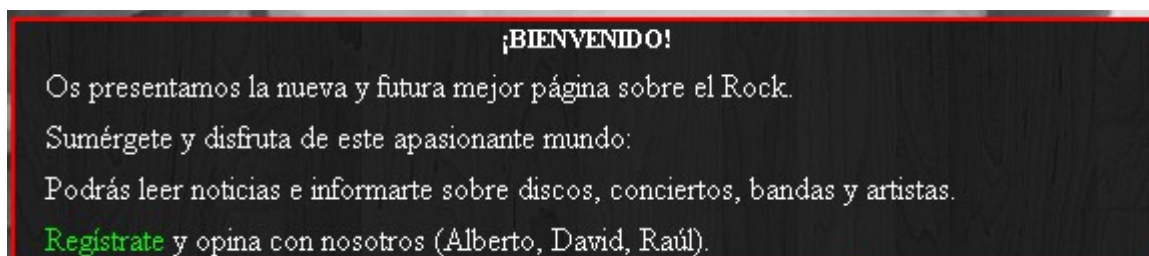 ¡BIENVENIDO!
Os presentamos la nueva y futura mejor página sobre el Rock.
Sumérgete y disfruta de este apasionante mundo:
Podrás leer noticias e informarte sobre discos, conciertos, bandas y artistas.
Regístrate y opina con nosotros (Alberto, David, Raúl).